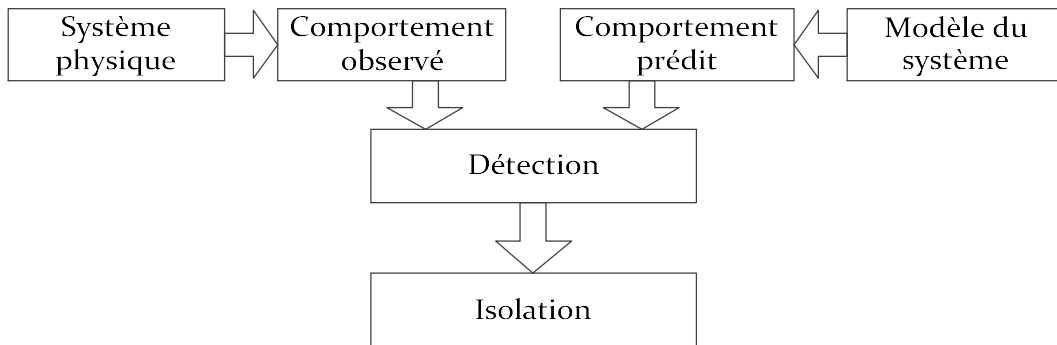 Système
physique
Comportement
observé
Comportement
prédit
Modèle du
système
Détection
Isolation